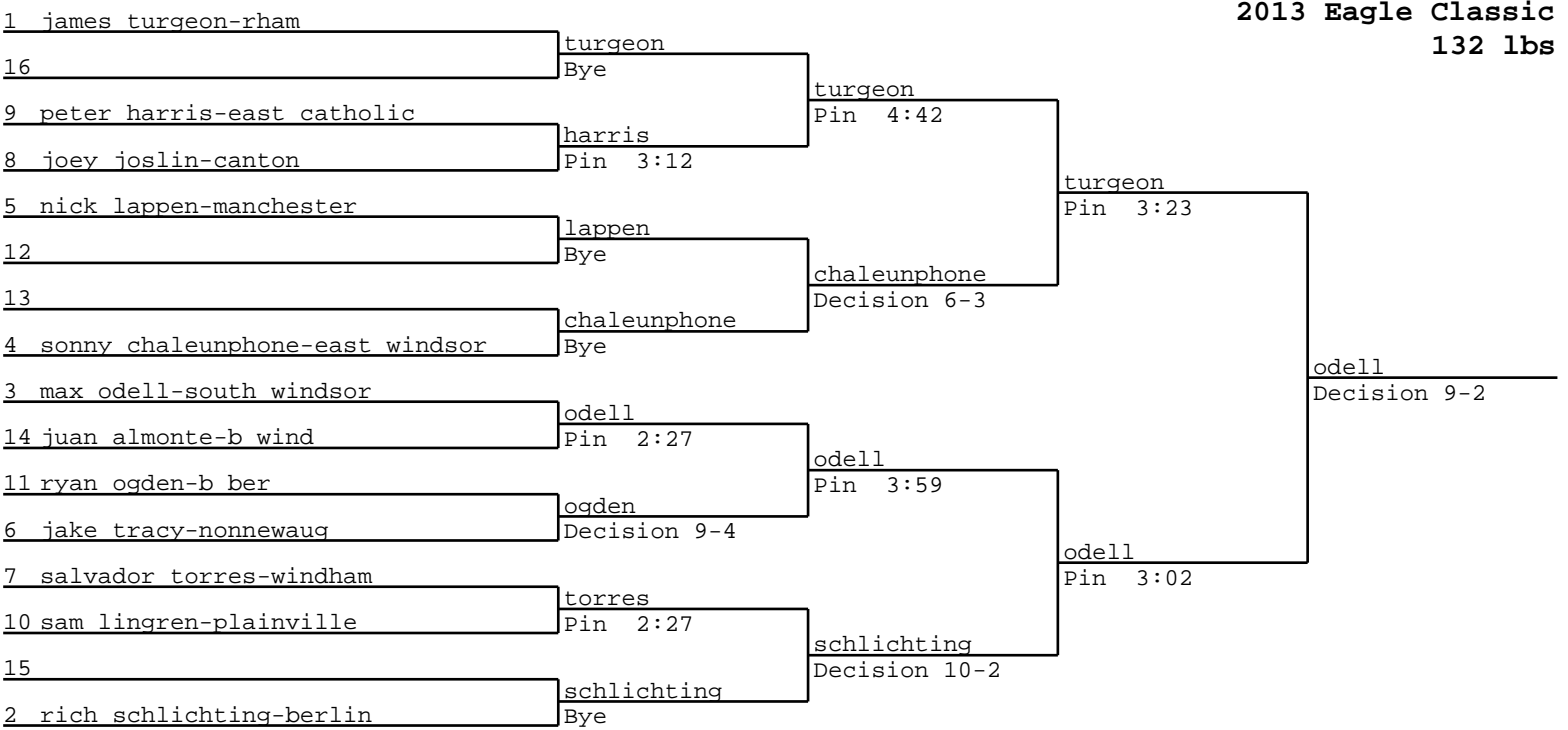 2013 Eagle Classic
132 lbs
1 james turgeon-rham
16
9 peter harris-east catholic
8 joey joslin-canton
5 nick lappen-manchester
12
13
4 sonny chaleunphone-east windsor
3 max odell-south windsor
14 juan almonte-b wind
11 ryan ogden-b ber
6 jake tracy-nonnewaug
7 salvador torres-windham
10 sam lingren-plainville
15
2 rich schlichting-berlin
turgeon
Bye
harris
Pin 3:12
lappen
Bye
chaleunphone
Bye
odell
Pin 2:27
ogden
Decision 9-4
torres
Pin 2:27
schlichting
Bye
turgeon
Pin 4:42
chaleunphone
Decision 6-3
odell
Pin 3:59
schlichting
Decision 10-2
turgeon
Pin 3:23
odell
Pin 3:02
odell
Decision 9-2